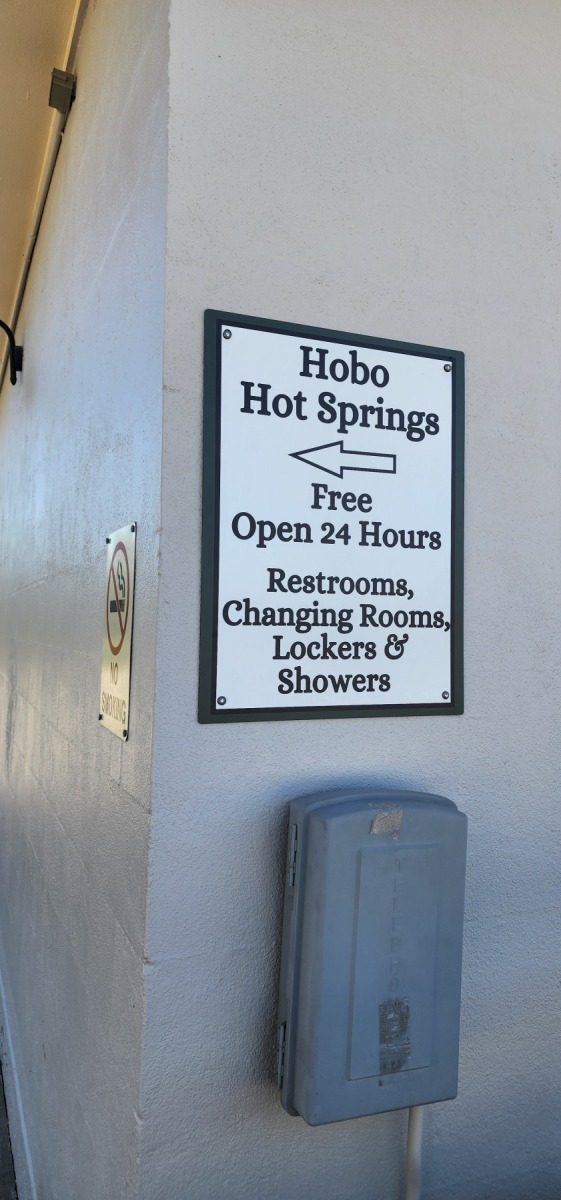 Hobo
Hot Springs
Free
Open 24 Hours
Restrooms,
Changing Rooms,
Lockers &
Showers
NO
SMOKING